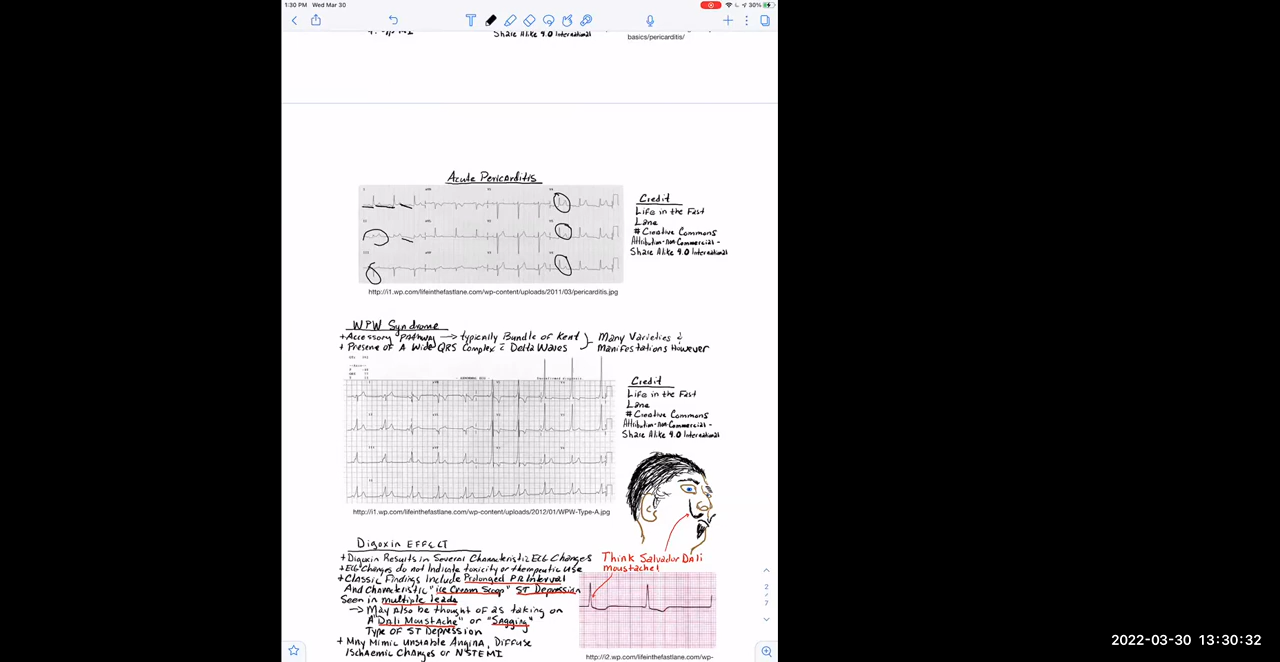 1:30 PM Wed Mar 30
30%
T
Share Alike 4.0 International
basics/pericarditis/
Acute Pericarditis
Credit
Life in the Fast
Lane
# Creative Commons
Attribution-Non Commercial-
Share Alike 4.0 International
http://i1.wp.com/lifeinthefastlane.com/wp-content/uploads/2011/03/pericarditis.jpg
WPW Syndrome
+ Accessory Pathway → typically Bundle of Kent
+ Presence of A Wide QRS Complex c Delta Waves
Many Varieties &
Manifestations However
Credit
Life in the Fast
Lane
# Creative Commons
Attribution-Non Commercial-
Share Alike 4.0 International
http://i1.wp.com/lifeinthefastlane.com/wp-content/uploads/2012/01/WPW-Type-A.jpg
Digoxin EFFECT
+ Digoxin Results in Several Characteristic ECG Changes
+ ECG Changes do not Indicate toxicity or therapeutic use
+ Classic Findings Include Prolonged PR Interval
And Characteristic "ice Cream Scoop" ST Depression
Seen in multiple leads
→ May Also be thought of as taking on
A "Dali Moustache" or "Sagging"
Type of ST Depression
+ May Mimic Unstable Angina, Diffuse
Ischaemic Changes or NSTEMI
Think Salvador Dali
moustache!
http://i2.wp.com/lifeinthefastlane.com/wp-
2
/
7
2022-03-30 13:30:32